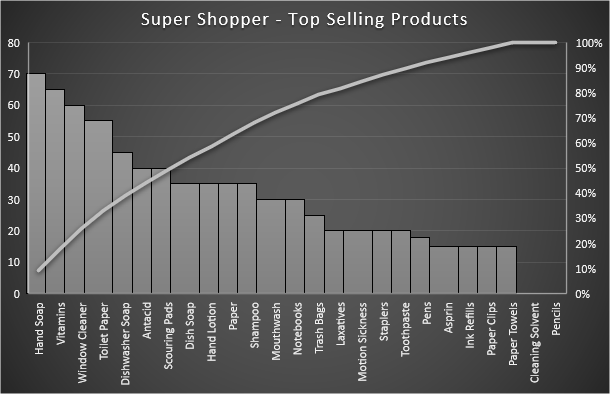 Super Shopper - Top Selling Products
80
70
60
50
40
30
20
10
0
100%
90%
80%
70%
60%
50%
40%
30%
20%
10%
0%
Hand Soap
Vitamins
Window Cleaner
Toilet Paper
Dishwasher Soap
Antacid
Scouring Pads
Dish Soap
Hand Lotion
Paper
Shampoo
Mouthwash
Notebooks
Trash Bags
Laxatives
Motion Sickness
Staplers
Toothpaste
Pens
Asprin
Ink Refills
Paper Clips
Paper Towels
Cleaning Solvent
Pencils